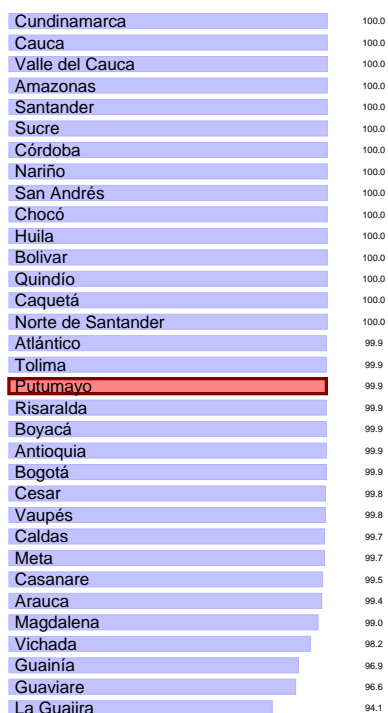 Cundinamarca 100.0
Cauca 100.0
Valle del Cauca 100.0
Amazonas 100.0
Santander 100.0
Sucre 100.0
Córdoba 100.0
Nariño 100.0
San Andrés 100.0
Chocó 100.0
Huila 100.0
Bolivar 100.0
Quindío 100.0
Caquetá 100.0
Norte de Santander 100.0
Atlántico 99.9
Tolima 99.9
Putumayo 99.9
Risaralda 99.9
Boyacá 99.9
Antioquia 99.9
Bogotá 99.9
Cesar 99.8
Vaupés 99.8
Caldas 99.7
Meta 99.7
Casanare 99.5
Arauca 99.4
Magdalena 99.0
Vichada 98.2
Guainía 96.9
Guaviare 96.6
La Guajira 94.1